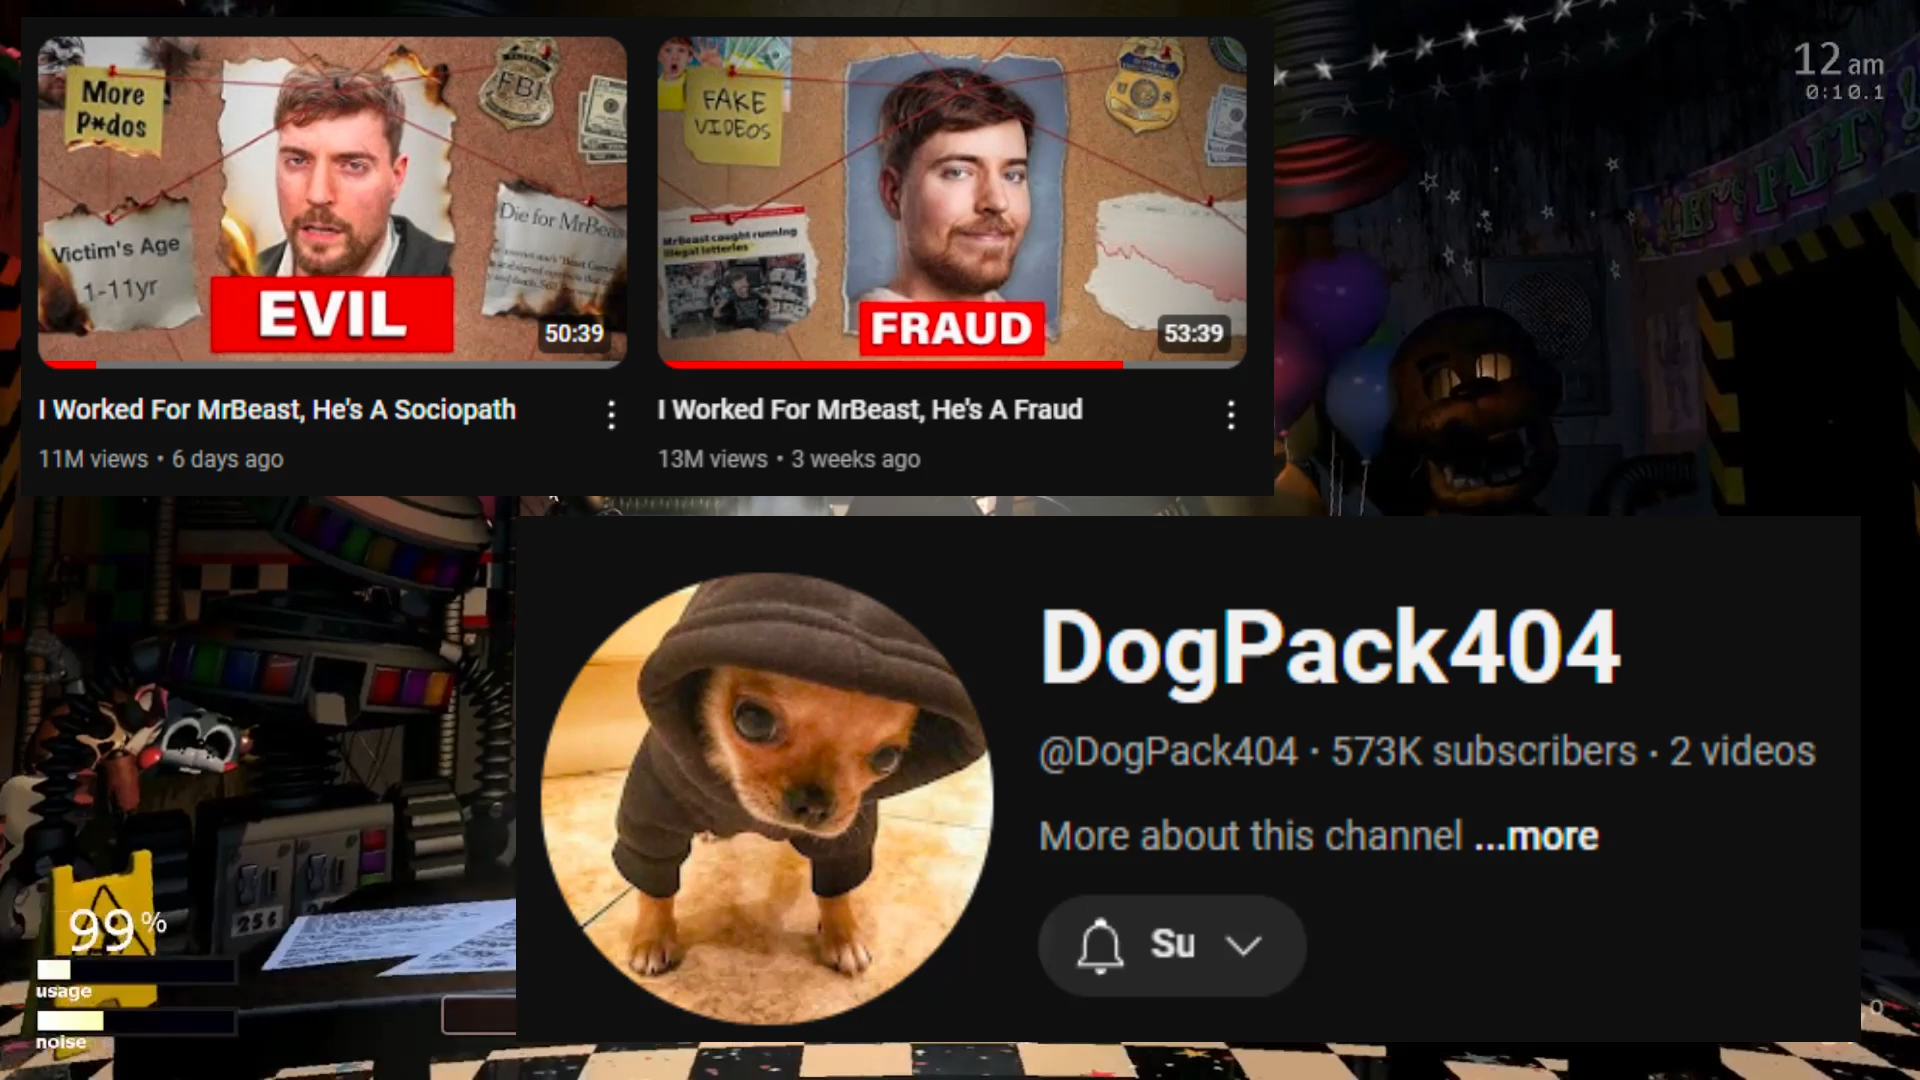 More
P*dos
FBI
Victim's Age
1-11yr
Die for MrBeast
EVIL
50:39
I Worked For MrBeast, He's A Sociopath
11M views • 6 days ago
FAKE
VIDEOS
MrBeast caught running
illegal lotteries
FRAUD
53:39
I Worked For MrBeast, He's A Fraud
13M views • 3 weeks ago
12 am
0:10.1
LET'S PARTY!
DogPack404
@DogPack404 · 573K subscribers · 2 videos
More about this channel ...more
Su
25¢
99%
usage
noise